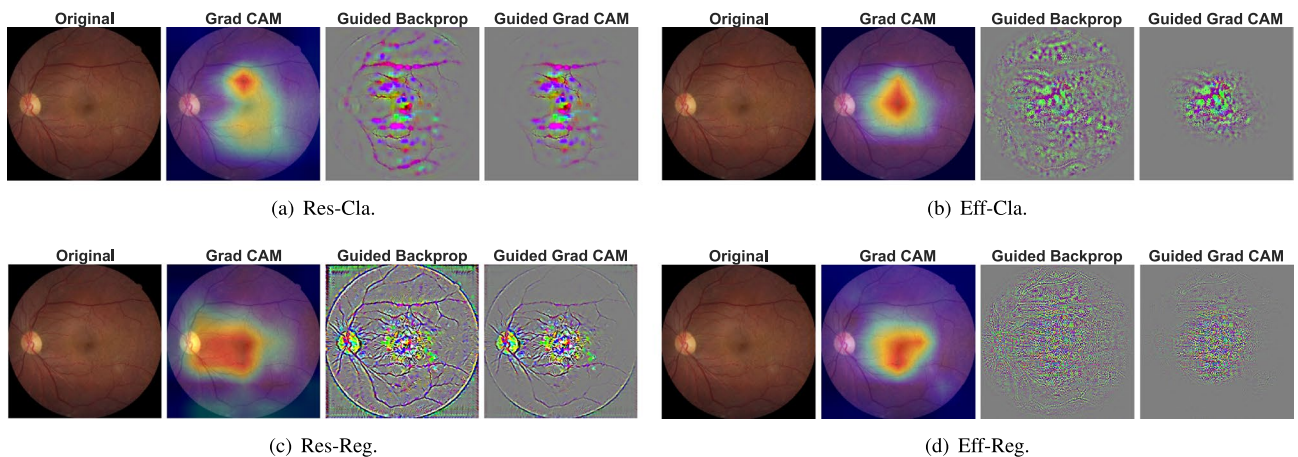 Original Grad CAM Guided Backprop Guided Grad CAM
Original Grad CAM Guided Backprop Guided Grad CAM
(a) Res-Cla.
(b) Eff-Cla.
Original Grad CAM Guided Backprop Guided Grad CAM
Original Grad CAM Guided Backprop Guided Grad CAM
(c) Res-Reg.
(d) Eff-Reg.